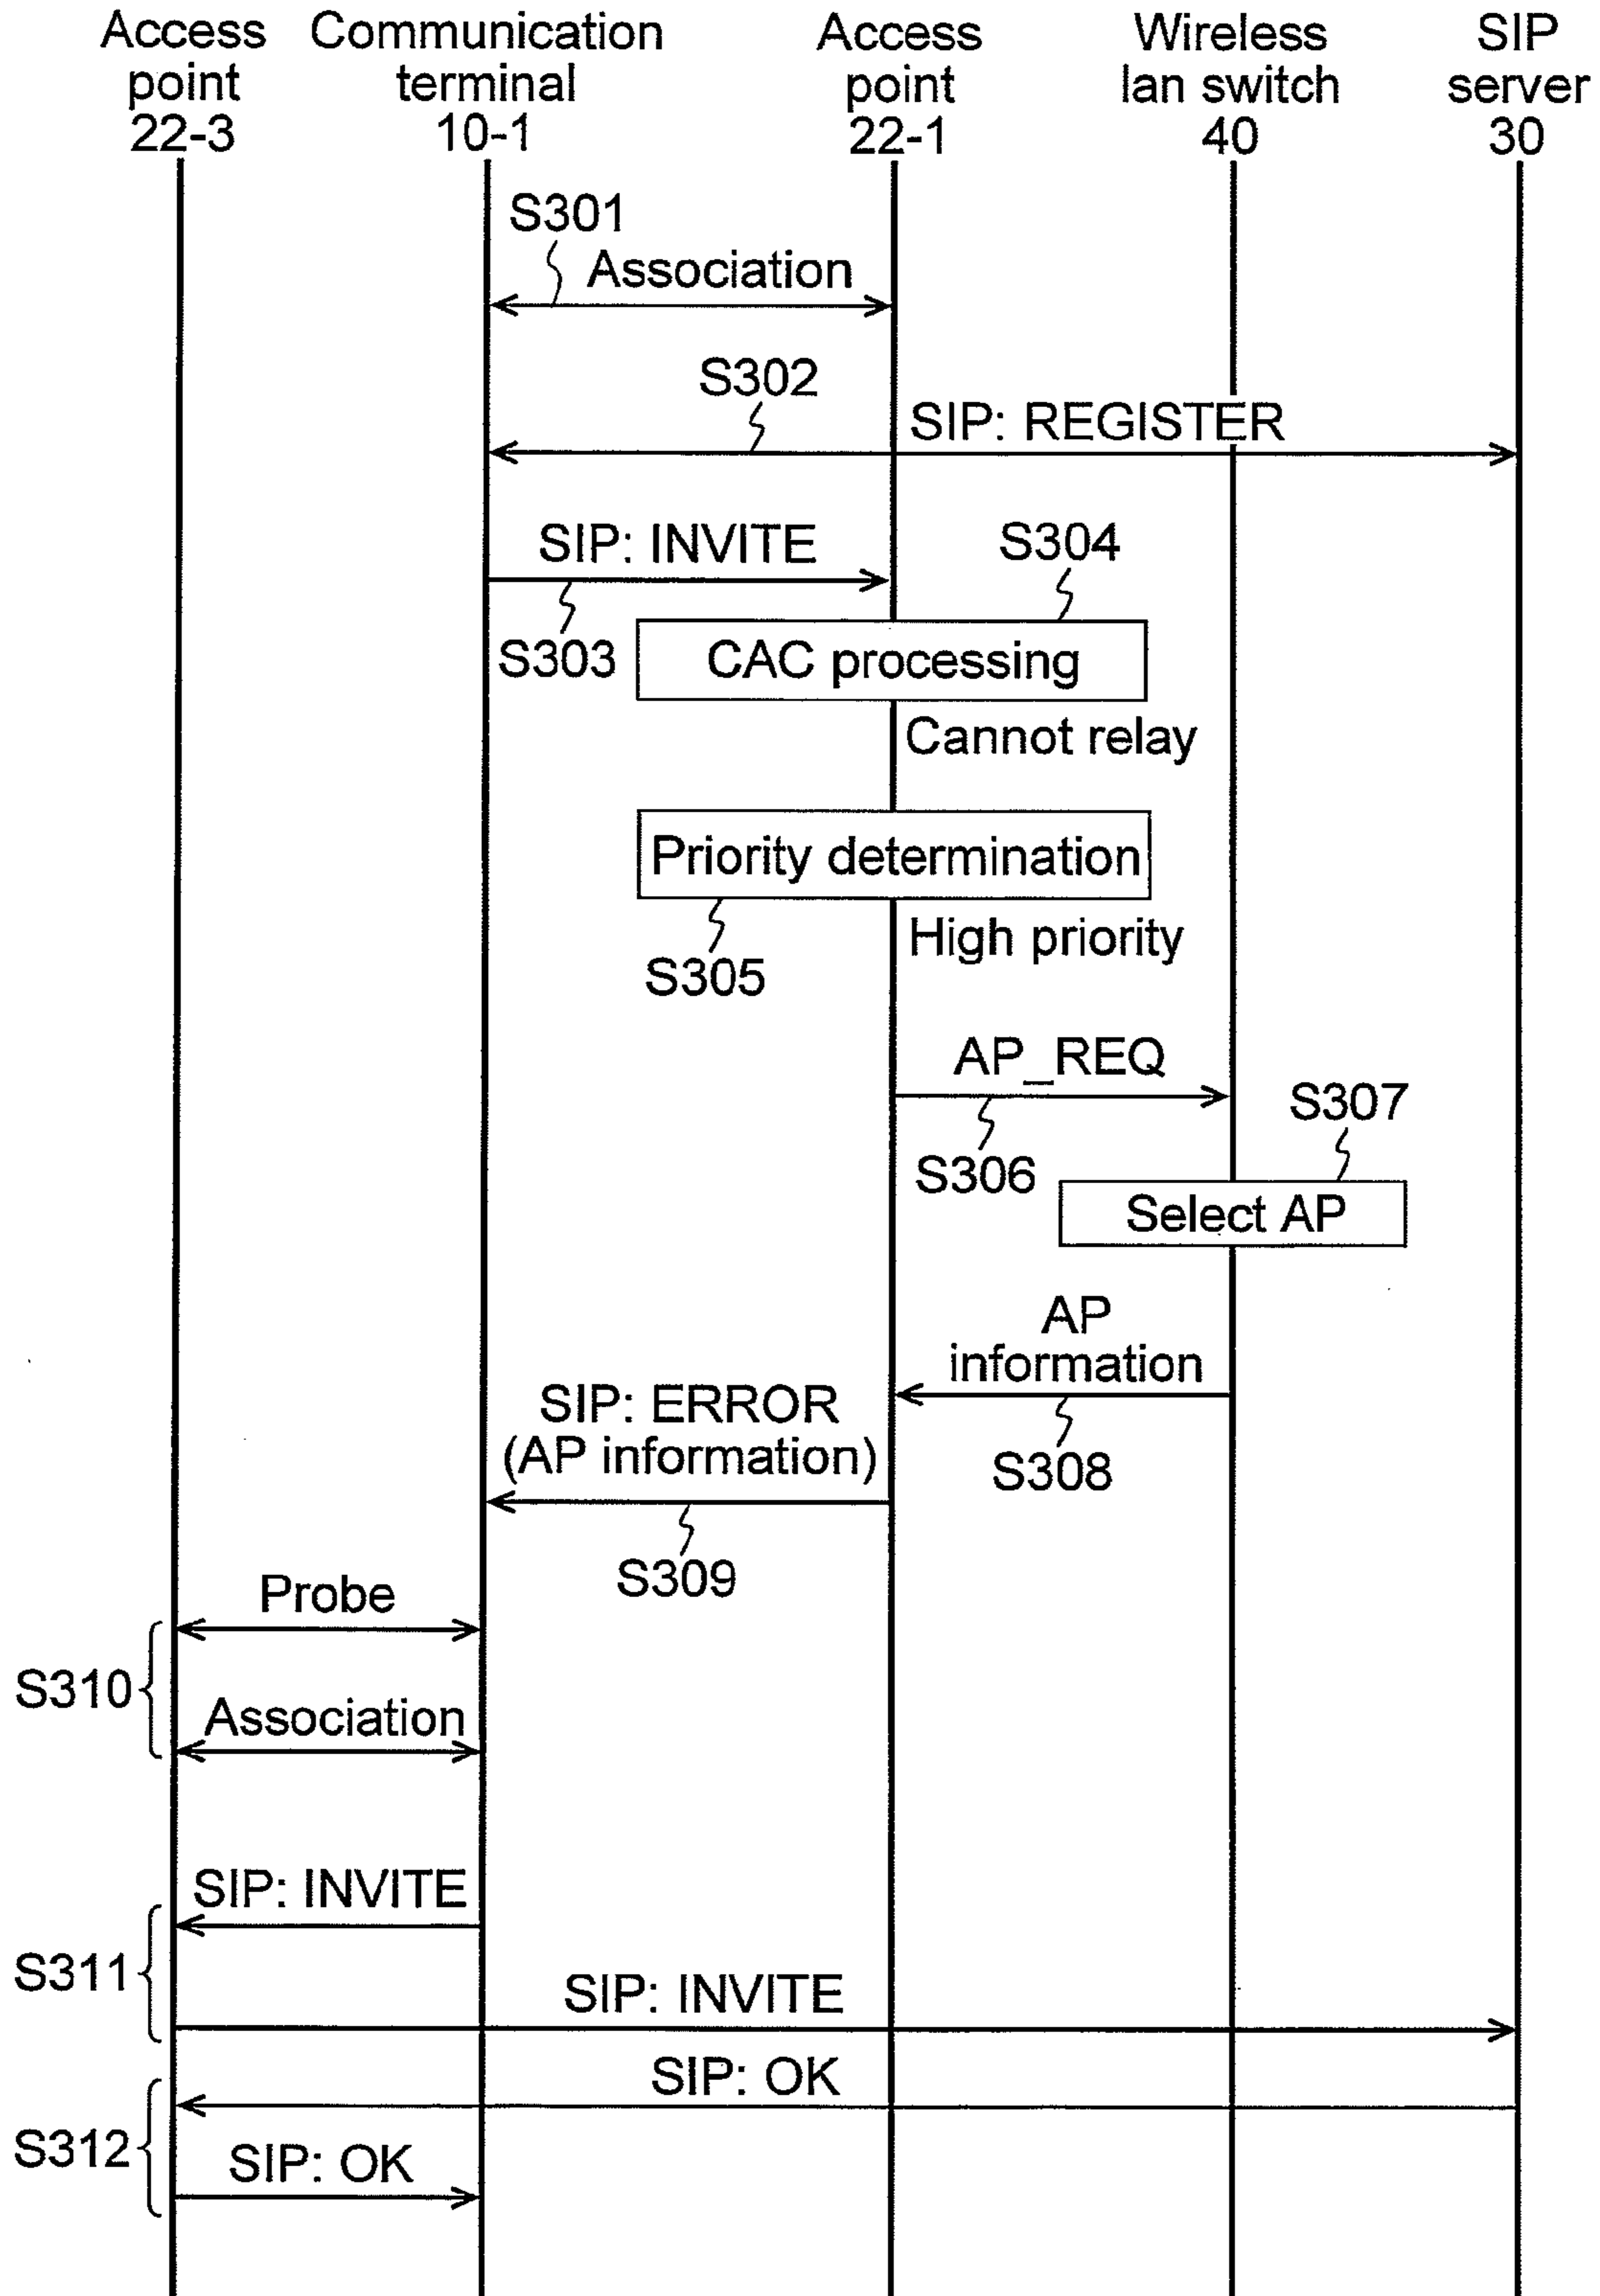 Access point 22-3
Communication terminal 10-1
Access point 22-1
Wireless lan switch 40
SIP server 30
S301
Association
S302
SIP: REGISTER
SIP: INVITE
S303
S304
CAC processing
Cannot relay
Priority determination
S305
High priority
AP_REQ
S306
S307
Select AP
AP
information
S308
SIP: ERROR
(AP information)
S309
Probe
S310
Association
SIP: INVITE
S311
SIP: INVITE
SIP: OK
S312
SIP: OK